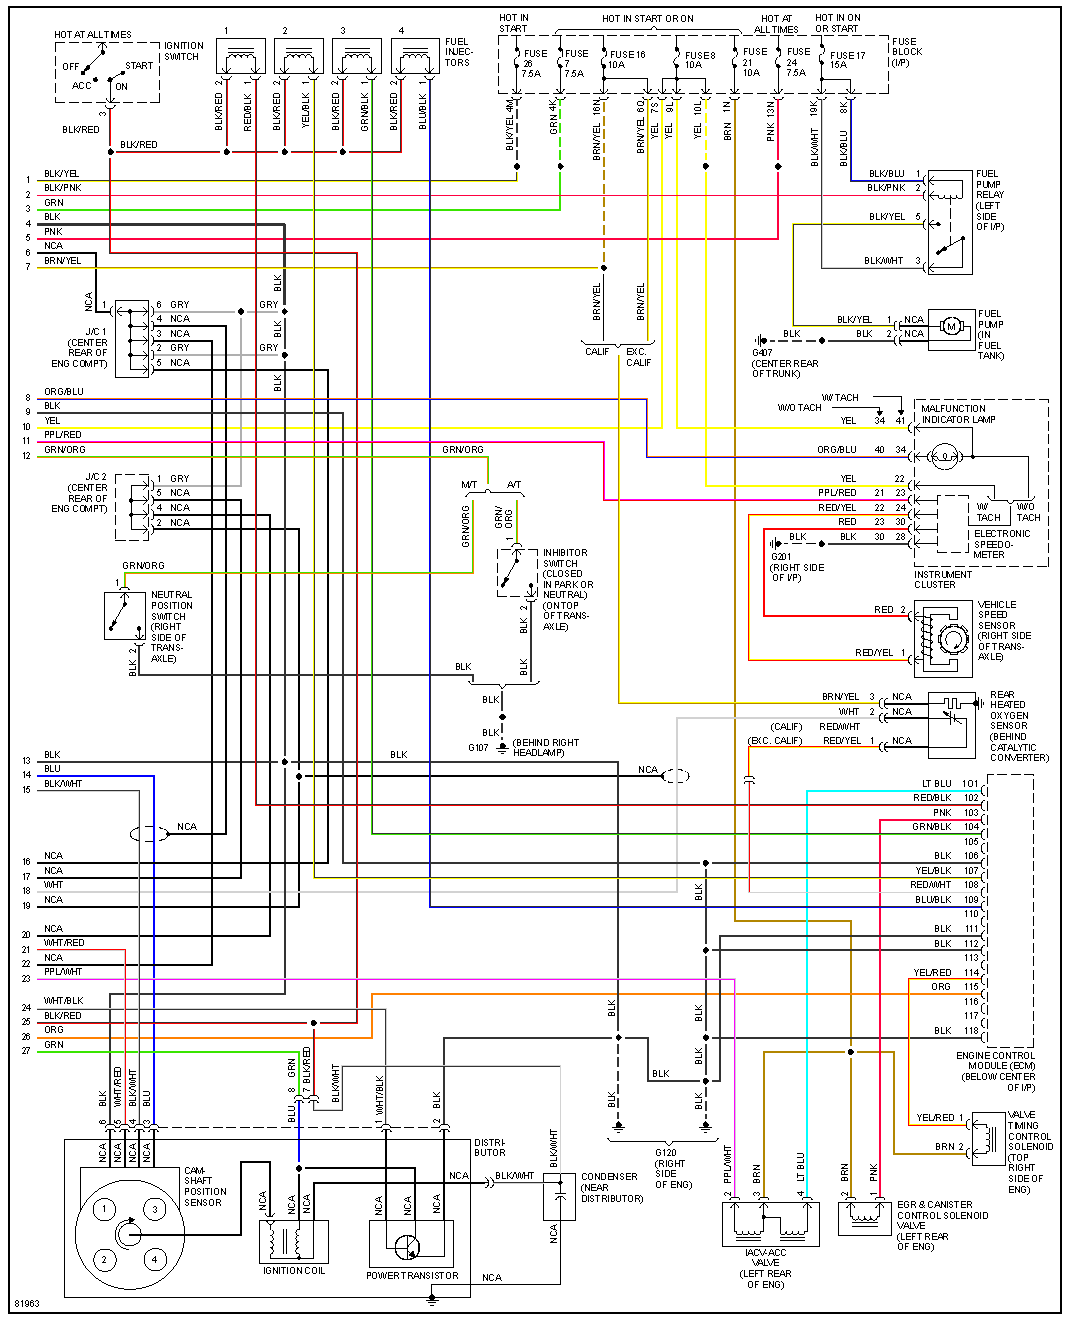 HOT AT ALL TIMES
IGNITION
SWITCH
OFF
START
ACC
ON
3
BLK/RED
BLK/RED
1
2
3
4
FUEL
INJEC-
TORS
2
1
2
1
2
1
2
1
BLK/RED
RED/BLK
BLK/RED
YEL/BLK
BLK/RED
GRN/BLK
BLK/RED
BLU/BLK
HOT IN
START
HOT IN START OR ON
HOT AT
ALL TIMES
HOT IN ON
OR START
FUSE
26
7.5A
FUSE
7
7.5A
FUSE 16
10A
FUSE 8
10A
FUSE
21
10A
FUSE
24
7.5A
FUSE 17
15A
FUSE
BLOCK
(I/P)
BLK/YEL 4M
GRN 4K
BRN/YEL 16N
BRN/YEL 6Q
YEL 7S
YEL 9L
YEL 10L
BRN 1N
PNK 13N
BLK/WHT 19K
BLK/BLU 8K
1 BLK/YEL
2 BLK/PNK
3 GRN
4 BLK
5 PNK
6 NCA
7 BRN/YEL
BLK/BLU 1
BLK/PNK 2
BLK/YEL 5
BLK/WHT 3
FUEL
PUMP
RELAY
(LEFT
SIDE
OF I/P)
NCA
1
J/C 1
(CENTER
REAR OF
ENG COMPT)
6 GRY
4 NCA
3 NCA
2 GRY
5 NCA
GRY
GRY
BLK
BLK
BLK
BRN/YEL
BRN/YEL
CALIF
EXC.
CALIF
BLK/YEL 1 NCA
BLK 2 NCA
M
BLK
G407
(CENTER REAR
OF TRUNK)
FUEL
PUMP
(IN
FUEL
TANK)
8 ORG/BLU
9 BLK
10 YEL
11 PPL/RED
12 GRN/ORG
GRN/ORG
W/ TACH
W/O TACH
MALFUNCTION
INDICATOR LAMP
YEL 34 41
ORG/BLU 40 34
YEL 22
PPL/RED 21 23
RED/YEL 22 24
RED 23 30
BLK BLK 30 28
W/
TACH
W/O
TACH
ELECTRONIC
SPEEDO-
METER
G201
(RIGHT SIDE
OF I/P)
INSTRUMENT
CLUSTER
J/C 2
(CENTER
REAR OF
ENG COMPT)
1 GRY
5 NCA
4 NCA
2 NCA
M/T
A/T
GRN/ORG
GRN/
ORG
1
INHIBITOR
SWITCH
(CLOSED
IN PARK OR
NEUTRAL)
(ON TOP
OF TRANS-
AXLE)
BLK 2
BLK
GRN/ORG
1
NEUTRAL
POSITION
SWITCH
(RIGHT
SIDE OF
TRANS-
AXLE)
BLK 2
BLK
BLK
BLK
G107
(BEHIND RIGHT
HEADLAMP)
RED 2
RED/YEL 1
VEHICLE
SPEED
SENSOR
(RIGHT SIDE
OF TRANS-
AXLE)
BRN/YEL 3 NCA
WHT 2 NCA
(CALIF) RED/WHT
(EXC. CALIF) RED/YEL 1 NCA
REAR
HEATED
OXYGEN
SENSOR
(BEHIND
CATALYTIC
CONVERTER)
13 BLK
14 BLU
15 BLK/WHT
BLK
NCA
NCA
16 NCA
17 NCA
18 WHT
19 NCA
20 NCA
21 WHT/RED
22 NCA
23 PPL/WHT
24 WHT/BLK
25 BLK/RED
26 ORG
27 GRN
LT BLU 101
RED/BLK 102
PNK 103
GRN/BLK 104
105
BLK 106
YEL/BLK 107
RED/WHT 108
BLU/BLK 109
110
BLK 111
BLK 112
113
YEL/RED 114
ORG 115
116
117
BLK 118
ENGINE CONTROL
MODULE (ECM)
(BELOW CENTER
OF I/P)
BLK
BLK
BLK
BLK
BLK
BLK
BLK
G120
(RIGHT
SIDE
OF ENG)
YEL/RED 1
BRN 2
VALVE
TIMING
CONTROL
SOLENOID
(TOP
RIGHT
SIDE OF
ENG)
BLK 6
WHT/RED 5
BLK/WHT 4
BLU 3
NCA
NCA
NCA
NCA
GRN 8
7 BLK/RED
BLU
BLK/WHT
1 WHT/BLK
2 BLK
DISTRI-
BUTOR
CAM-
SHAFT
POSITION
SENSOR
1
3
2
4
NCA
NCA
NCA
IGNITION COIL
NCA
NCA
NCA
POWER TRANSISTOR
NCA
BLK/WHT
BLK/WHT
NCA
NCA
CONDENSER
(NEAR
DISTRIBUTOR)
2 PPL/WHT
3 BRN
4 LT BLU
IACV-ACC
VALVE
(LEFT REAR
OF ENG)
2 BRN
1 PNK
EGR & CANISTER
CONTROL SOLENOID
VALVE
(LEFT REAR
OF ENG)
81963